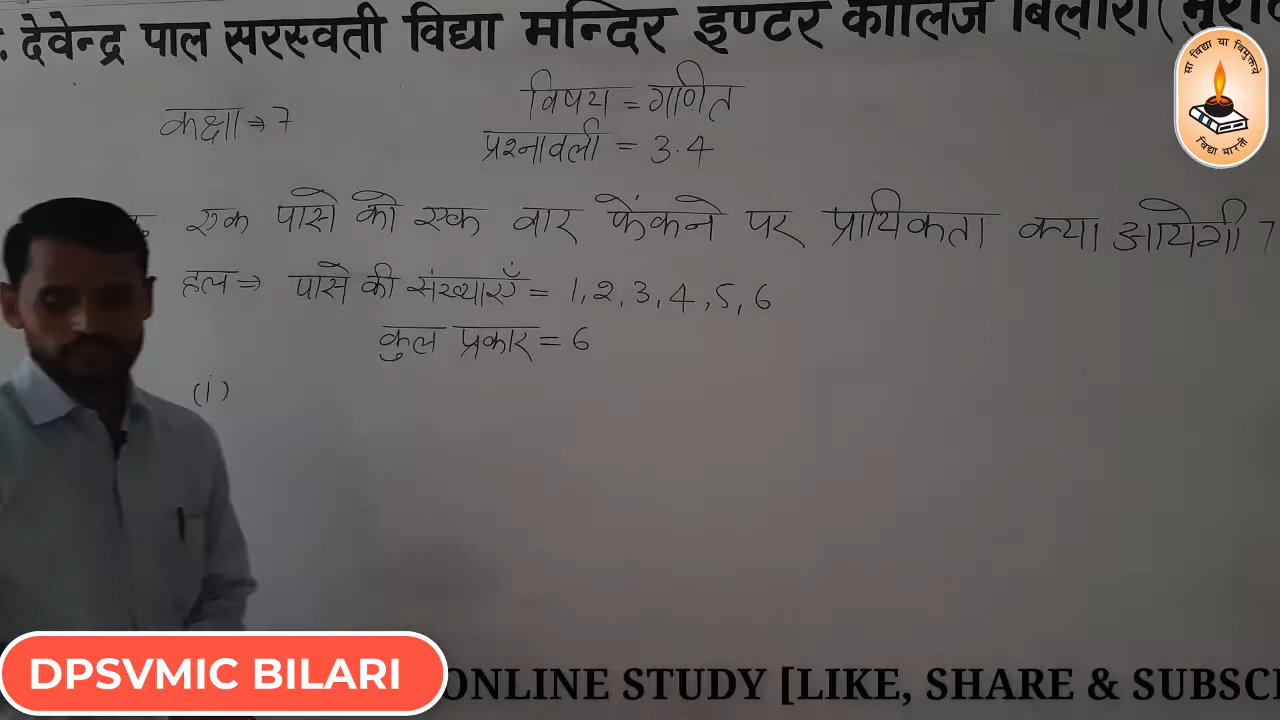 : देवेन्द्र पाल सरस्वती विद्या मन्दिर इण्टर कालिज बिलारी
सा विद्या या विमुक्तये
विद्या भारती
विषय = गणित
कक्षा ⇒ 7
प्रश्नावली = 3.4
एक पासे को एक वार फेंकने पर प्रायिकता क्या आयेगी
हल ⇒ पासे की संख्याएँ = 1, 2, 3, 4, 5, 6
कुल प्रकार = 6
(i)
DPSVMIC BILARI
ONLINE STUDY [LIKE, SHARE & SUBSC